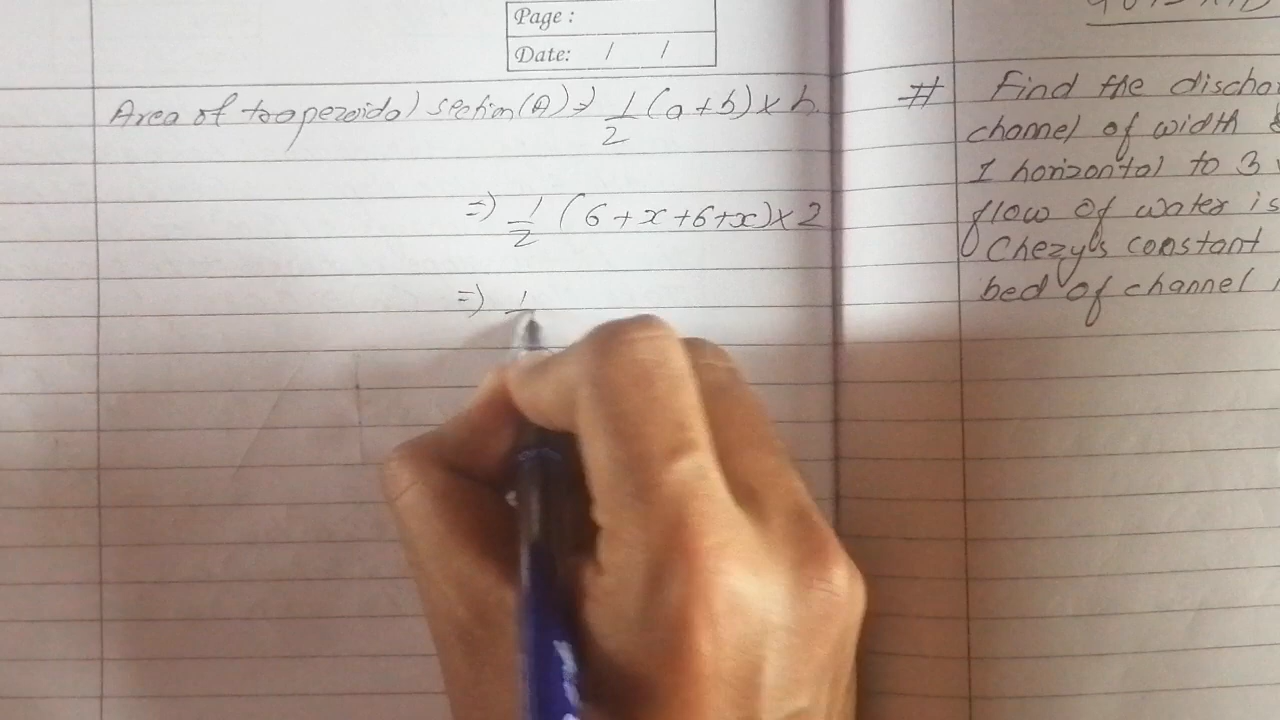 Page :
Date: / /
Area of trapezoidal section(A) => 1/2 (a+b) x h
=> 1/2 (6+x+6+x) x 2
=> 1
# Find the discha
channel of width
1 horizontal to 3
flow of water is
Chezy's constant
bed of channel